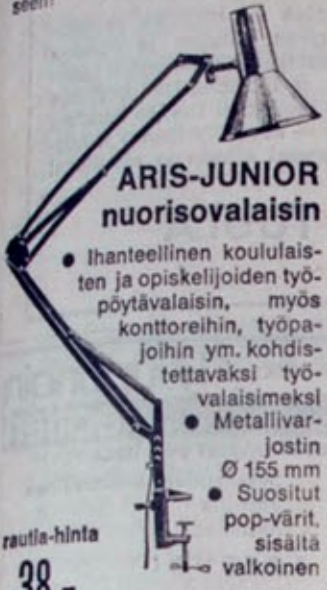 seen!
ARIS-JUNIOR
nuorisovalaisin
● Ihanteellinen koululais-
ten ja opiskelijoiden työ-
pöytävalaisin, myös
konttoreihin, työpa-
joihin ym. kohdis-
tettavaksi työ-
valaisimeksi
● Metallivar-
jostin
Ø 155 mm
● Suositut
pop-värit,
sisältä
valkoinen
rautia-hinta
38,-